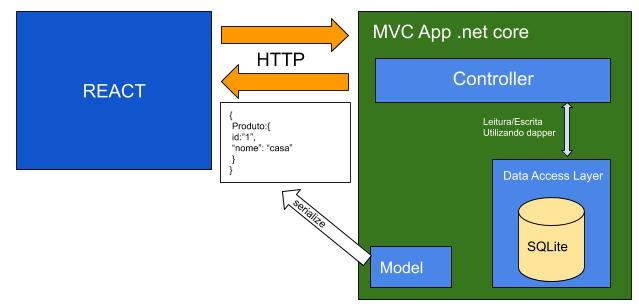 REACT
HTTP
{
Produto:{
id:"1",
"nome": "casa"
}
}
serialize
MVC App .net core
Controller
Leitura/Escrita
Utilizando dapper
Data Access Layer
SQLite
Model